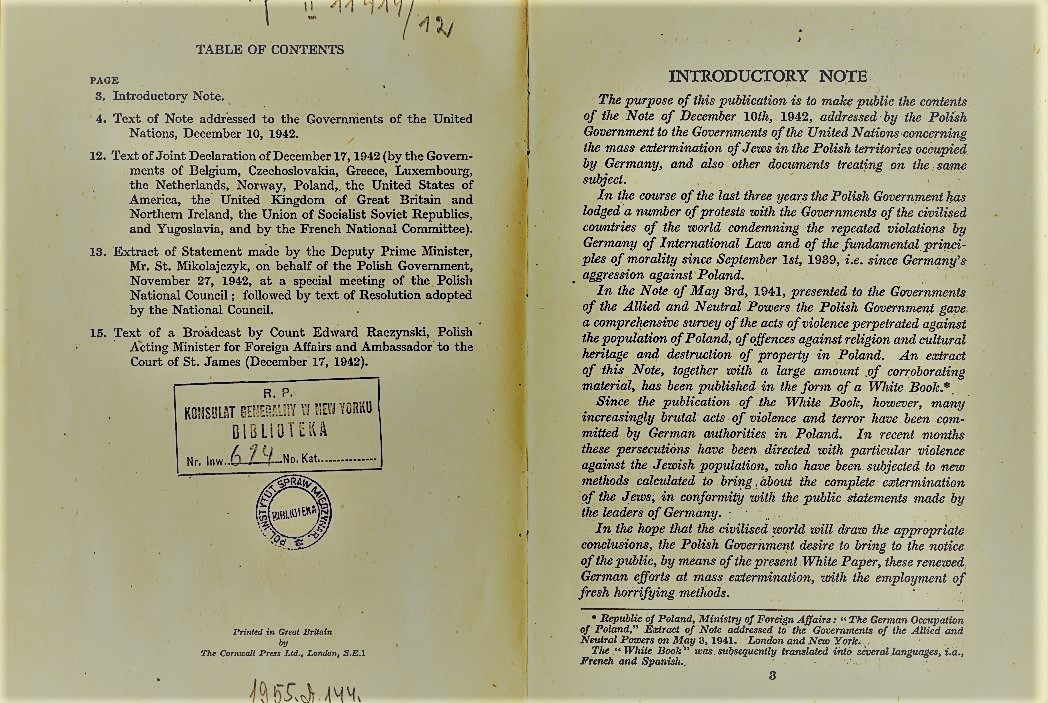 II 11414/12
TABLE OF CONTENTS
PAGE
3. Introductory Note.
4. Text of Note addressed to the Governments of the United
Nations, December 10, 1942.
12. Text of Joint Declaration of December 17, 1942 (by the Govern-
ments of Belgium, Czechoslovakia, Greece, Luxembourg,
the Netherlands, Norway, Poland, the United States of
America, the United Kingdom of Great Britain and
Northern Ireland, the Union of Socialist Soviet Republics,
and Yugoslavia, and by the French National Committee).
13. Extract of Statement made by the Deputy Prime Minister,
Mr. St. Mikolajczyk, on behalf of the Polish Government,
November 27, 1942, at a special meeting of the Polish
National Council; followed by text of Resolution adopted
by the National Council.
15. Text of a Broadcast by Count Edward Raczynski, Polish
Acting Minister for Foreign Affairs and Ambassador to the
Court of St. James (December 17, 1942).
R. P.
KONSULAT GENERALNY W NEW YORKU
BIBLIOTEKA
Nr. Inw. 614 No. Kat.
POL. INSTYTUT SPRAW MIĘDZYNAR.
BIBLIOTEKA
Printed in Great Britain
by
The Cornwall Press Ltd., London, S.E.1
1955.D.144.
INTRODUCTORY NOTE
The purpose of this publication is to make public the contents
of the Note of December 10th, 1942, addressed by the Polish
Government to the Governments of the United Nations concerning
the mass extermination of Jews in the Polish territories occupied
by Germany, and also other documents treating on the same
subject.
In the course of the last three years the Polish Government has
lodged a number of protests with the Governments of the civilised
countries of the world condemning the repeated violations by
Germany of International Law and of the fundamental princi-
ples of morality since September 1st, 1939, i.e. since Germany's
aggression against Poland.
In the Note of May 3rd, 1941, presented to the Governments
of the Allied and Neutral Powers the Polish Government gave
a comprehensive survey of the acts of violence perpetrated against
the population of Poland, of offences against religion and cultural
heritage and destruction of property in Poland. An extract
of this Note, together with a large amount of corroborating
material, has been published in the form of a White Book.*
Since the publication of the White Book, however, many
increasingly brutal acts of violence and terror have been com-
mitted by German authorities in Poland. In recent months
these persecutions have been directed with particular violence
against the Jewish population, who have been subjected to new
methods calculated to bring about the complete extermination
of the Jews, in conformity with the public statements made by
the leaders of Germany.
In the hope that the civilised world will draw the appropriate
conclusions, the Polish Government desire to bring to the notice
of the public, by means of the present White Paper, these renewed
German efforts at mass extermination, with the employment of
fresh horrifying methods.
* Republic of Poland, Ministry of Foreign Affairs: "The German Occupation
of Poland," Extract of Note addressed to the Governments of the Allied and
Neutral Powers on May 3, 1941. London and New York.
The "White Book" was subsequently translated into several languages, i.a.,
French and Spanish.
3